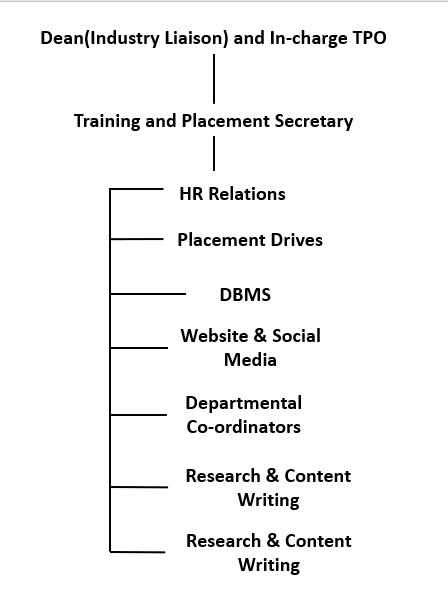 Dean(Industry Liaison) and In-charge TPO
Training and Placement Secretary
HR Relations
Placement Drives
DBMS
Website & Social
Media
Departmental
Co-ordinators
Research & Content
Writing
Research & Content
Writing